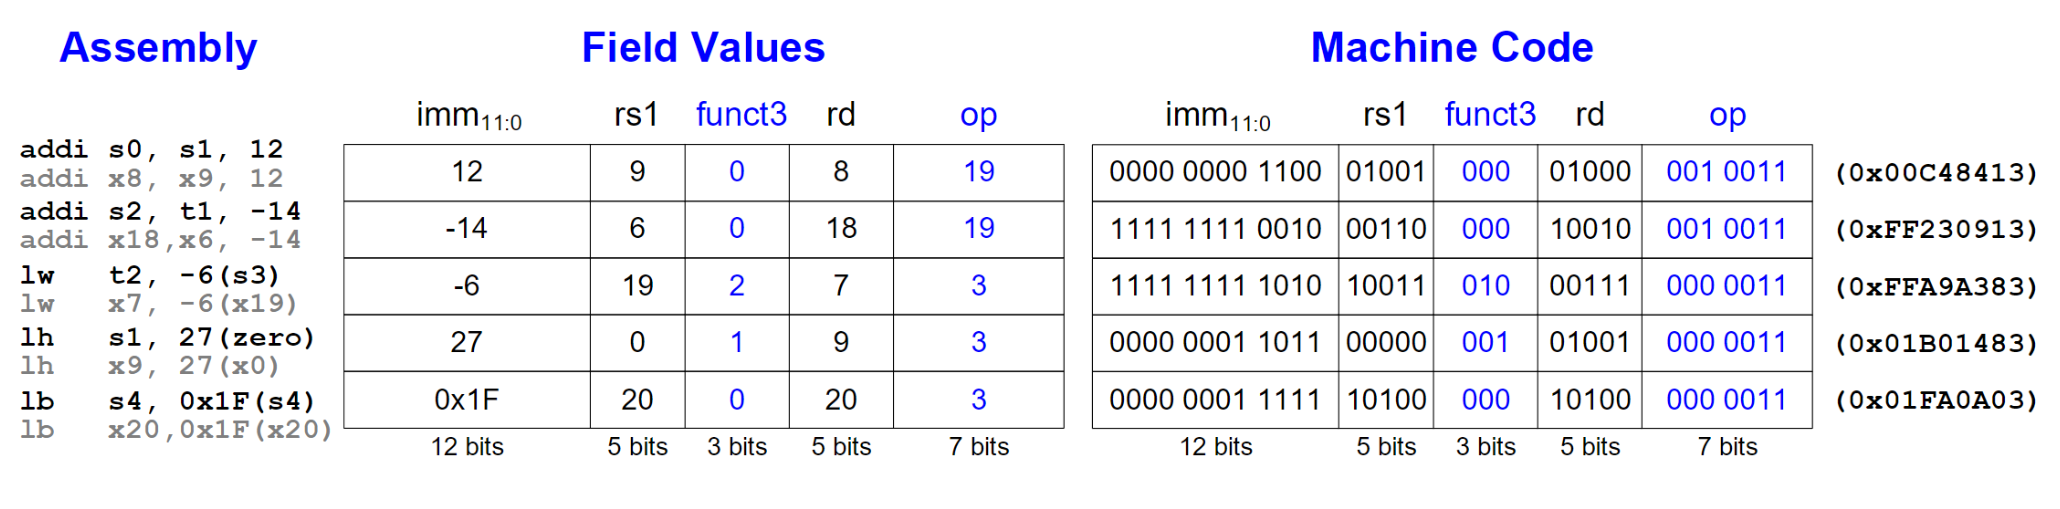 Assembly Field Values Machine Code
imm11:0 rs1 funct3 rd op imm11:0 rs1 funct3 rd op
addi s0, s1, 12
addi x8, x9, 12
12 9 0 8 19 0000 0000 1100 01001 000 01000 001 0011 (0x00C48413)
addi s2, t1, -14
addi x18,x6, -14
-14 6 0 18 19 1111 1111 0010 00110 000 10010 001 0011 (0xFF230913)
lw t2, -6(s3)
lw x7, -6(x19)
-6 19 2 7 3 1111 1111 1010 10011 010 00111 000 0011 (0xFFA9A383)
lh s1, 27(zero)
lh x9, 27(x0)
27 0 1 9 3 0000 0001 1011 00000 001 01001 000 0011 (0x01B01483)
lb s4, 0x1F(s4)
lb x20,0x1F(x20)
0x1F 20 0 20 3 0000 0001 1111 10100 000 10100 000 0011 (0x01FA0A03)
12 bits 5 bits 3 bits 5 bits 7 bits 12 bits 5 bits 3 bits 5 bits 7 bits